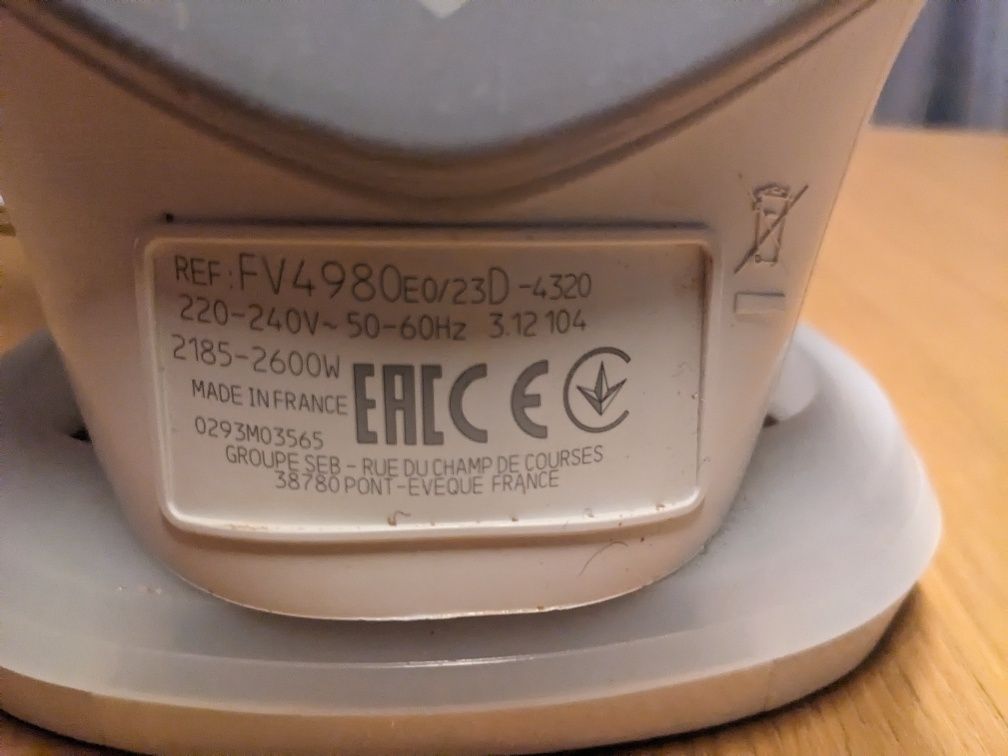 REF: FV4980E0/23D -4320
220-240V~ 50-60Hz 3.12 104
2185-2600W
MADE IN FRANCE
0293M03565
EAC CE
GROUPE SEB - RUE DU CHAMP DE COURSES
38780 PONT-EVEQUE FRANCE